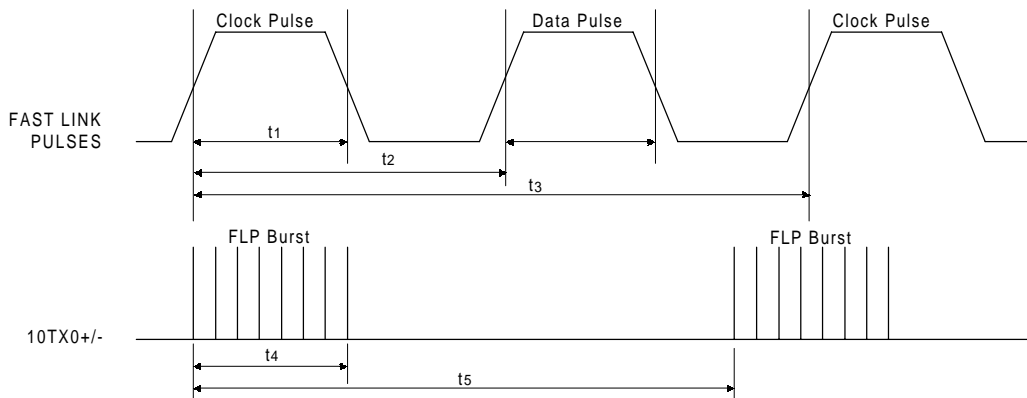 Clock Pulse Data Pulse Clock Pulse
FAST LINK
PULSES
t1
t2
t3
FLP Burst FLP Burst
10TX0+/-
t4
t5